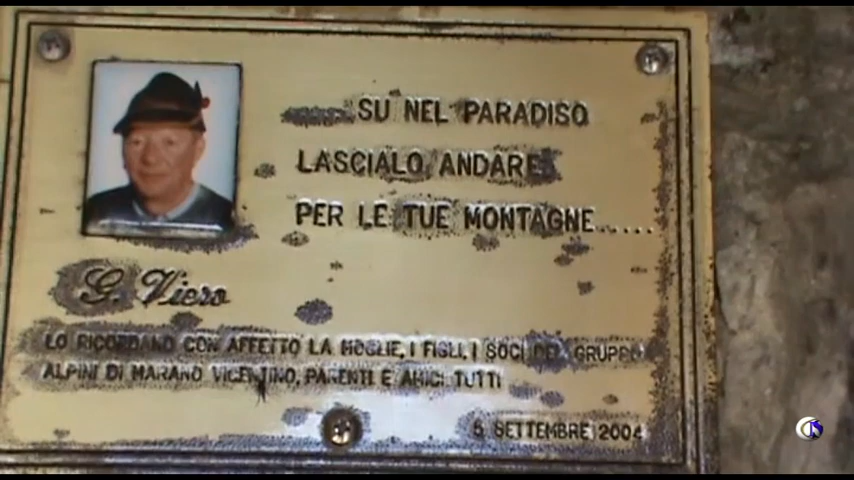 SU NEL PARADISO
LASCIALO ANDARE
PER LE TUE MONTAGNE.....
G. Viero
LO RICORDANO CON AFFETTO LA MOGLIE, I FIGLI, I SOCI DEL GRUPPO
ALPINI DI MARANO VICENTINO, PARENTI E AMICI TUTTI
5 SETTEMBRE 2004